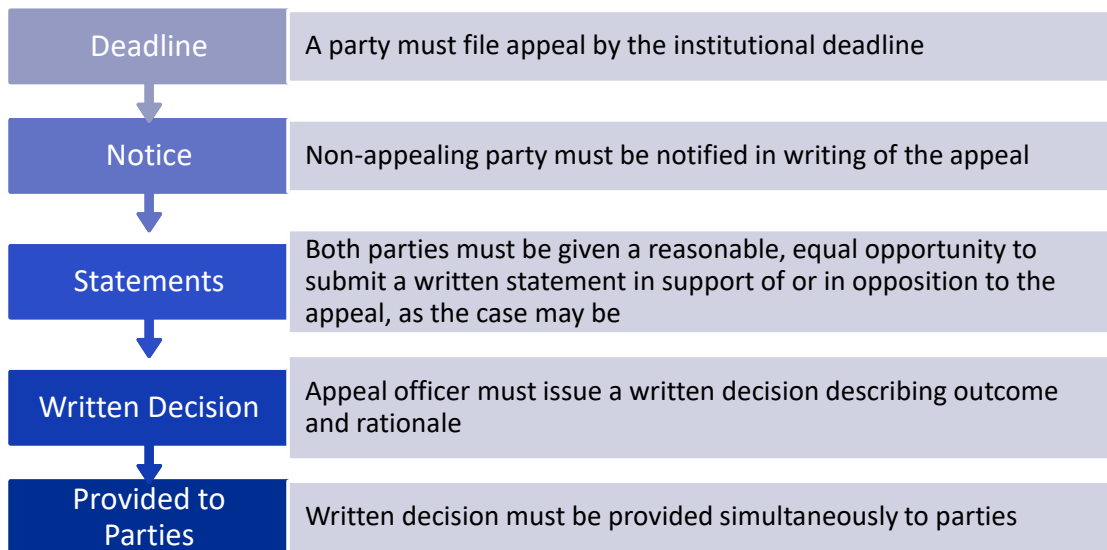 Deadline
A party must file appeal by the institutional deadline
Notice
Non-appealing party must be notified in writing of the appeal
Statements
Both parties must be given a reasonable, equal opportunity to
submit a written statement in support of or in opposition to the
appeal, as the case may be
Written Decision
Appeal officer must issue a written decision describing outcome
and rationale
Provided to
Parties
Written decision must be provided simultaneously to parties